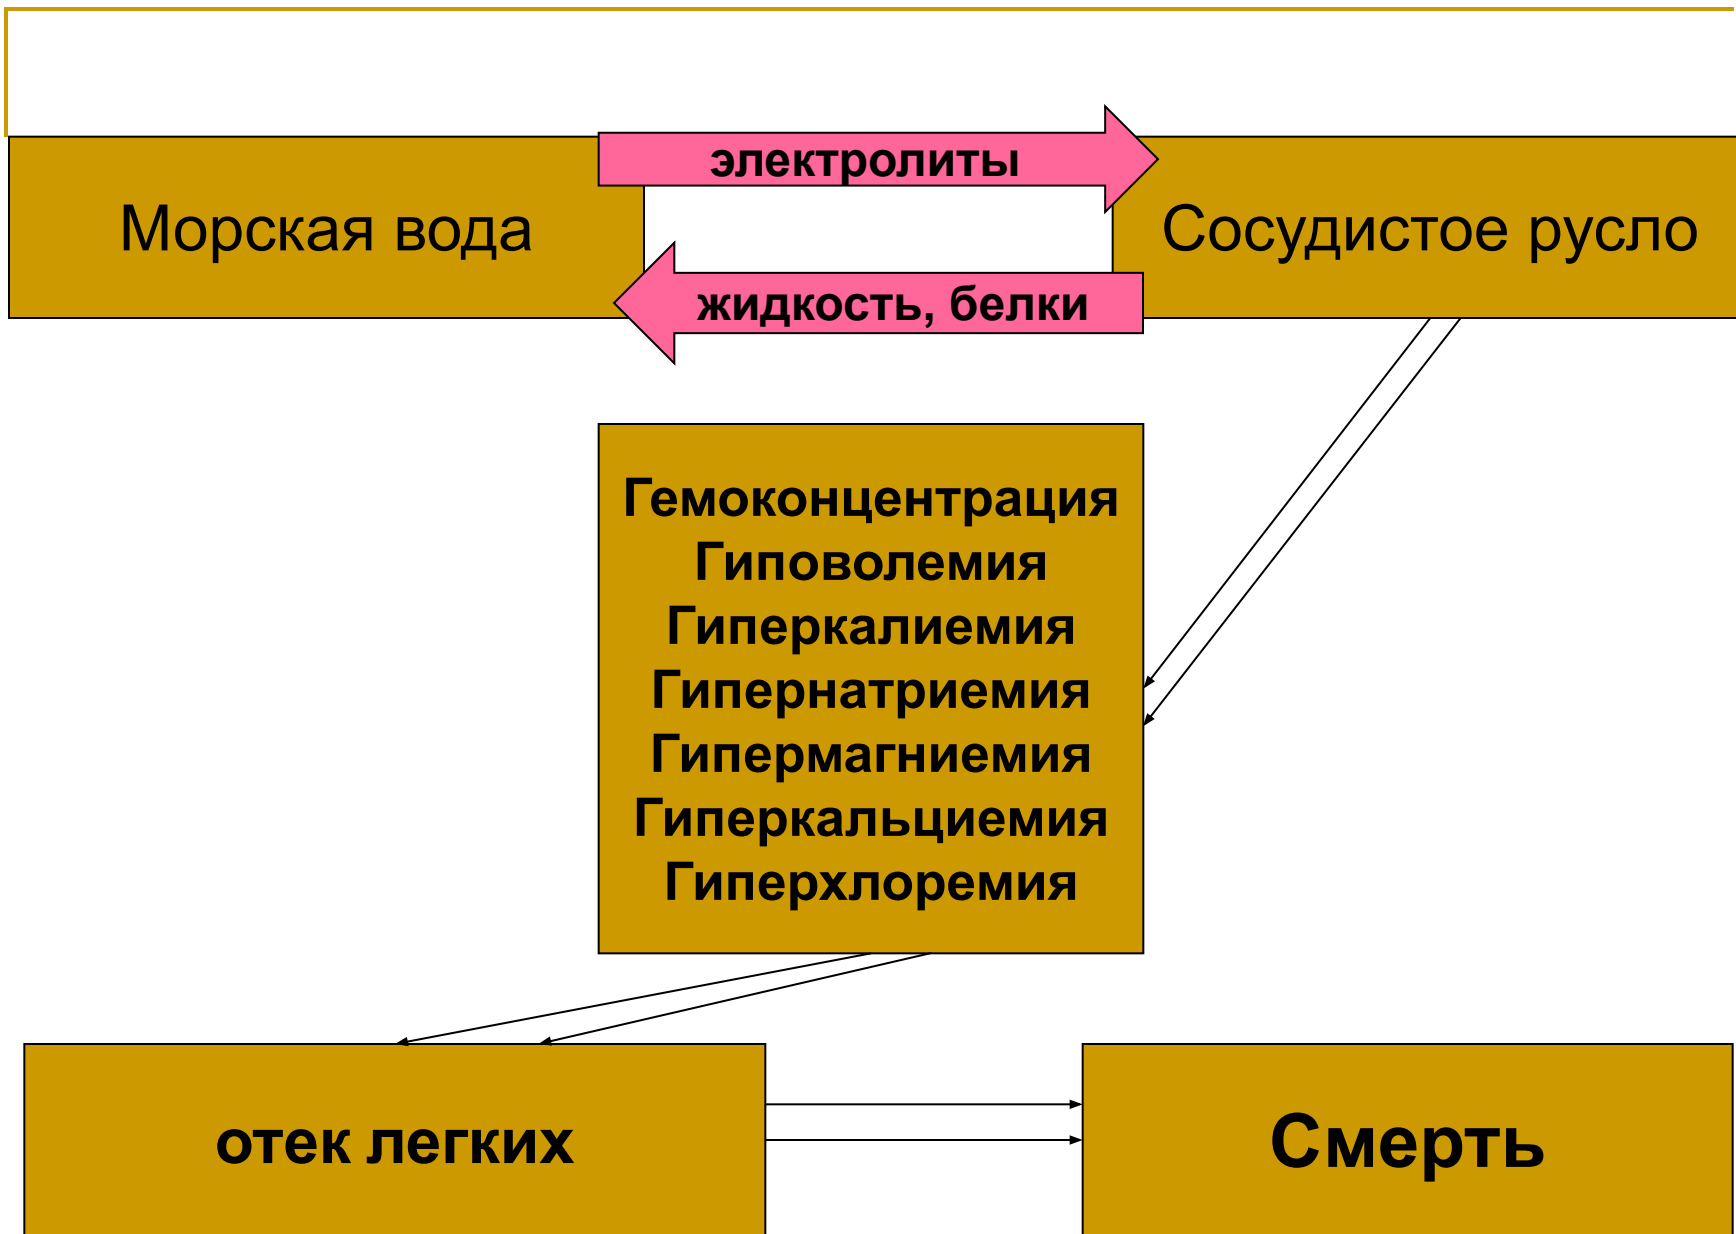 электролиты
Морская вода
Сосудистое русло
жидкость, белки
Гемоконцентрация
Гиповолемия
Гиперкалиемия
Гипернатриемия
Гипермагниемия
Гиперкальциемия
Гиперхлоремия
отек легких
Смерть